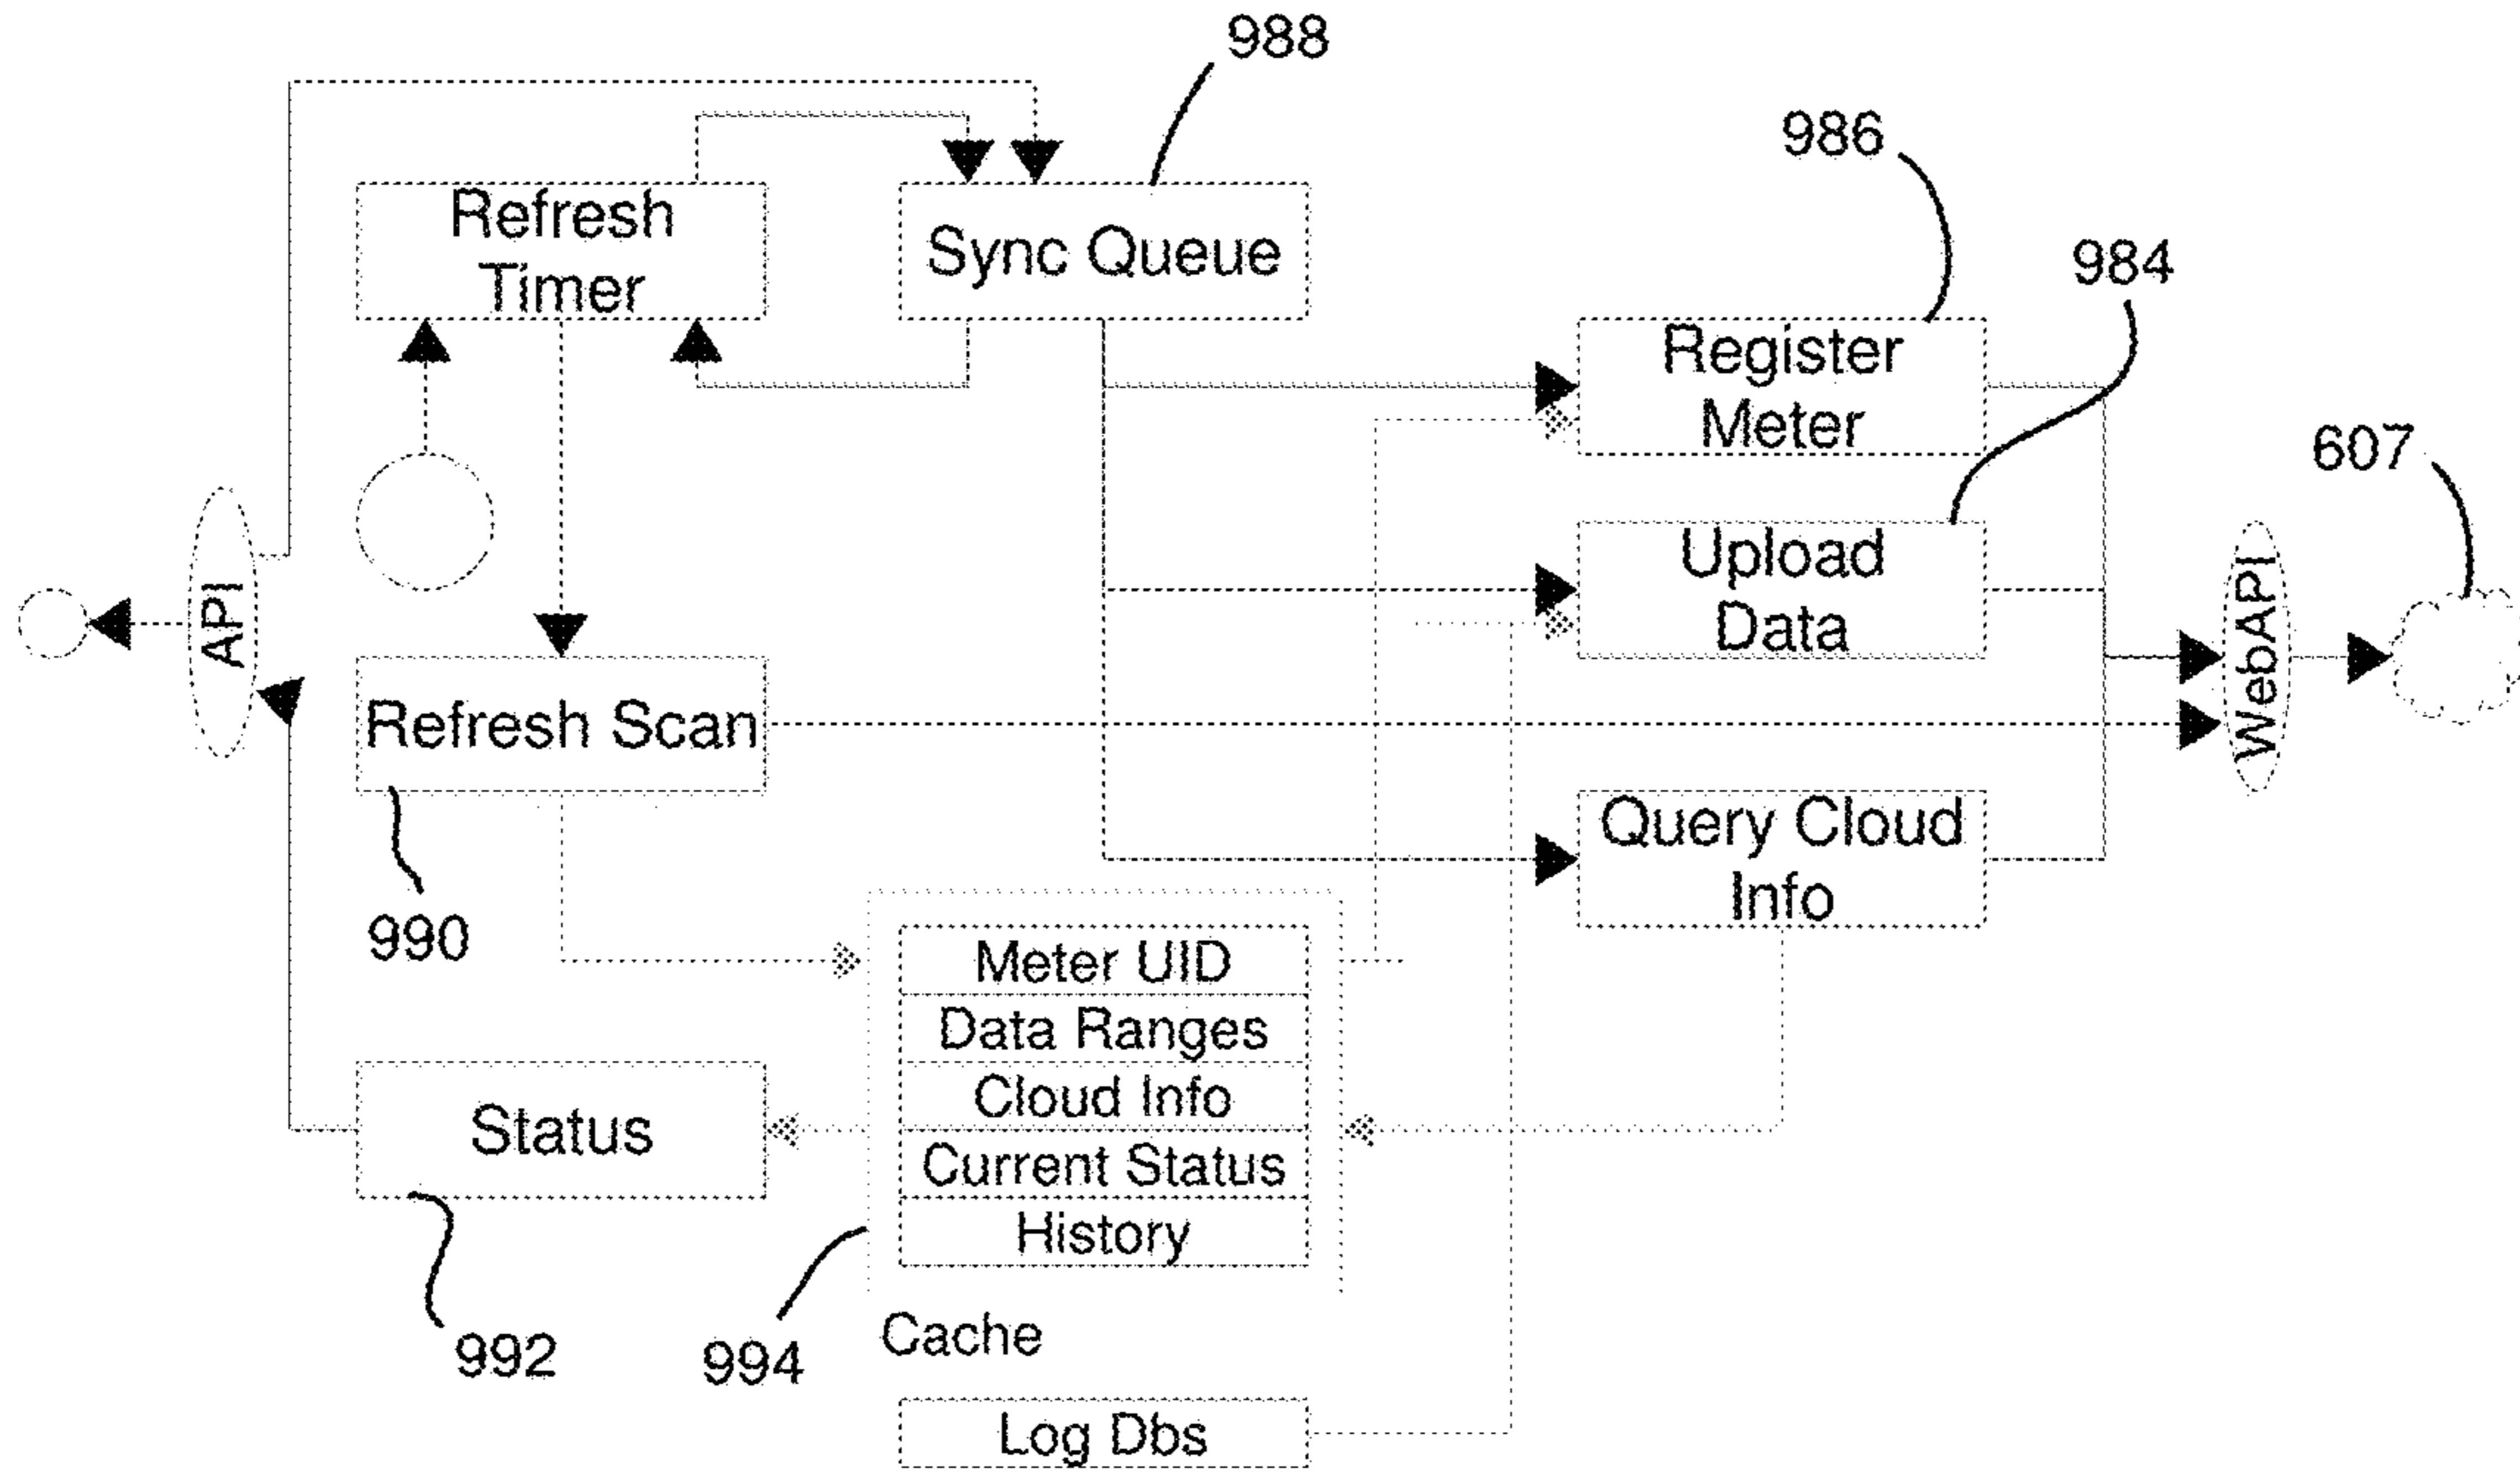 988
986
984
607
Refresh
Timer
Sync Queue
Register
Meter
Upload
Data
API
WebAPI
Refresh Scan
Query Cloud
Info
990
Meter UID
Data Ranges
Cloud Info
Current Status
History
Status
992
994
Cache
Log Dbs